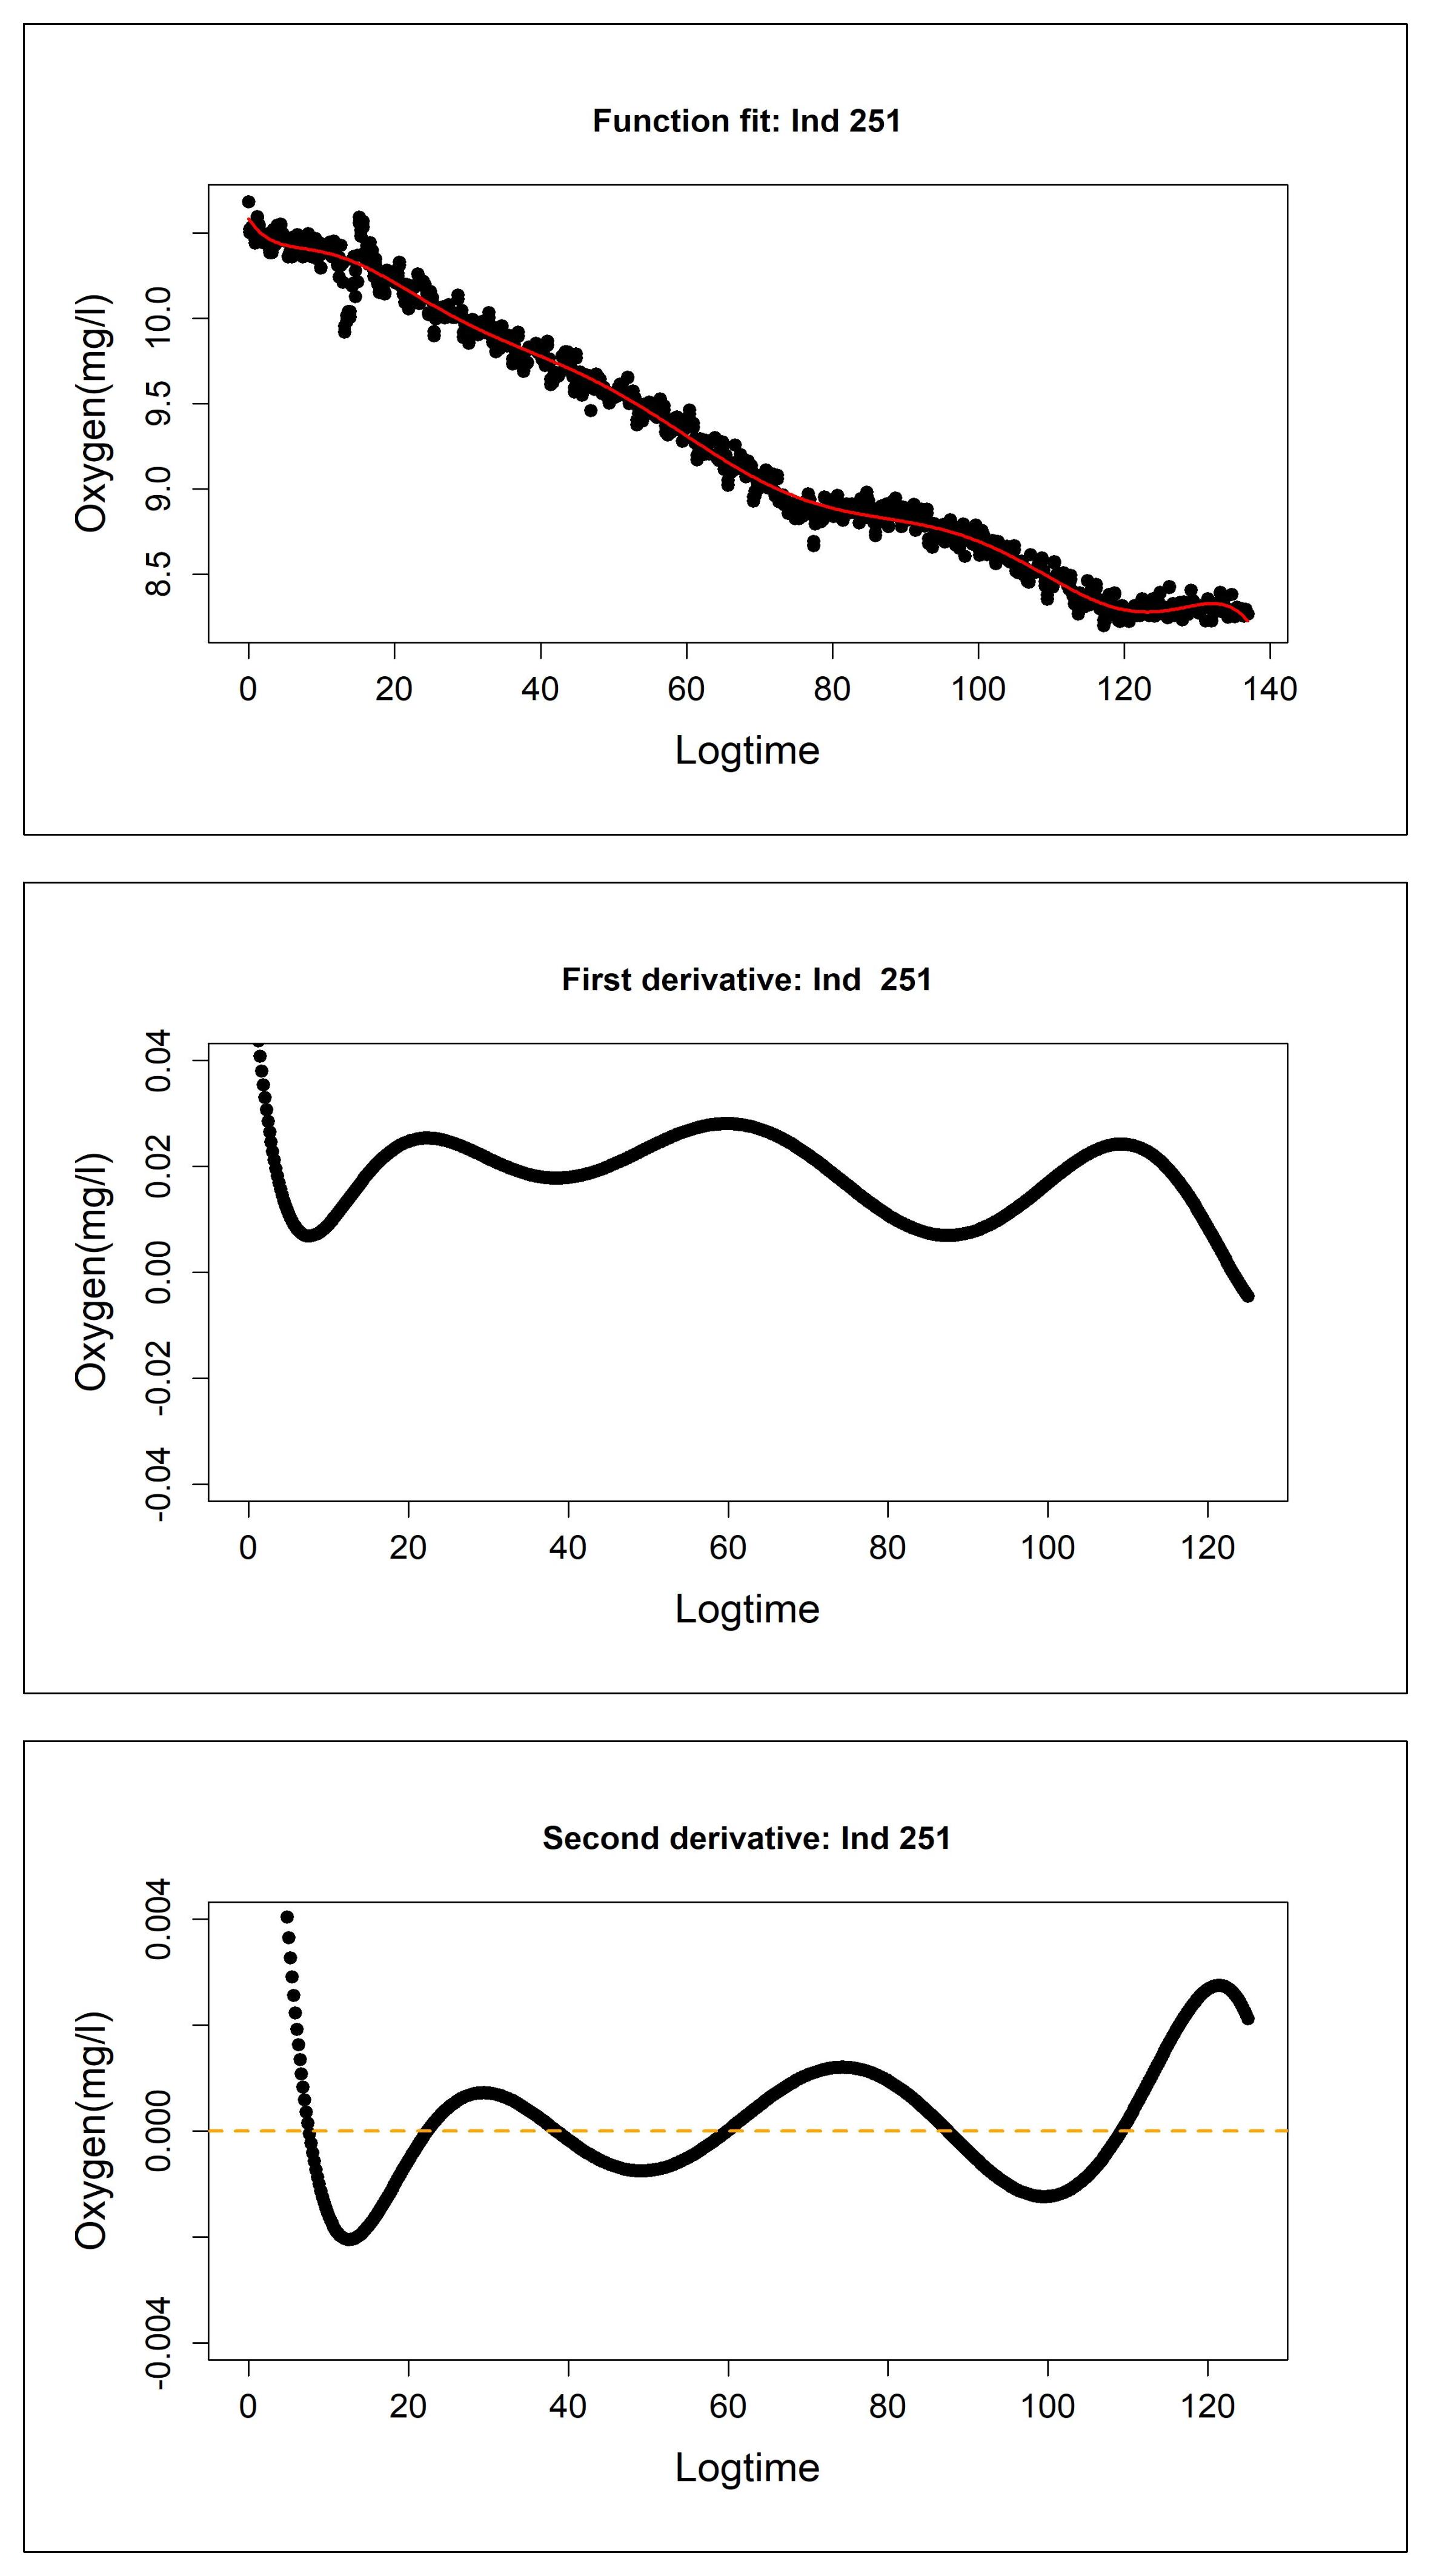 Function fit: Ind 251
Oxygen(mg/l)
10.0
9.5
9.0
8.5
0 20 40 60 80 100 120 140
Logtime
First derivative: Ind  251
Oxygen(mg/l)
0.04
0.02
0.00
-0.02
-0.04
0 20 40 60 80 100 120
Logtime
Second derivative: Ind 251
Oxygen(mg/l)
0.004
0.000
-0.004
0 20 40 60 80 100 120
Logtime